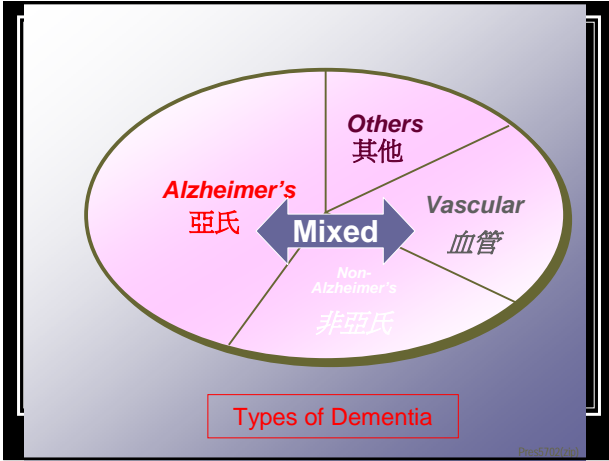 Others
其他
Alzheimer's
亞氏
Vascular
血管
Mixed
Non-
Alzheimer's
非亞氏
Types of Dementia